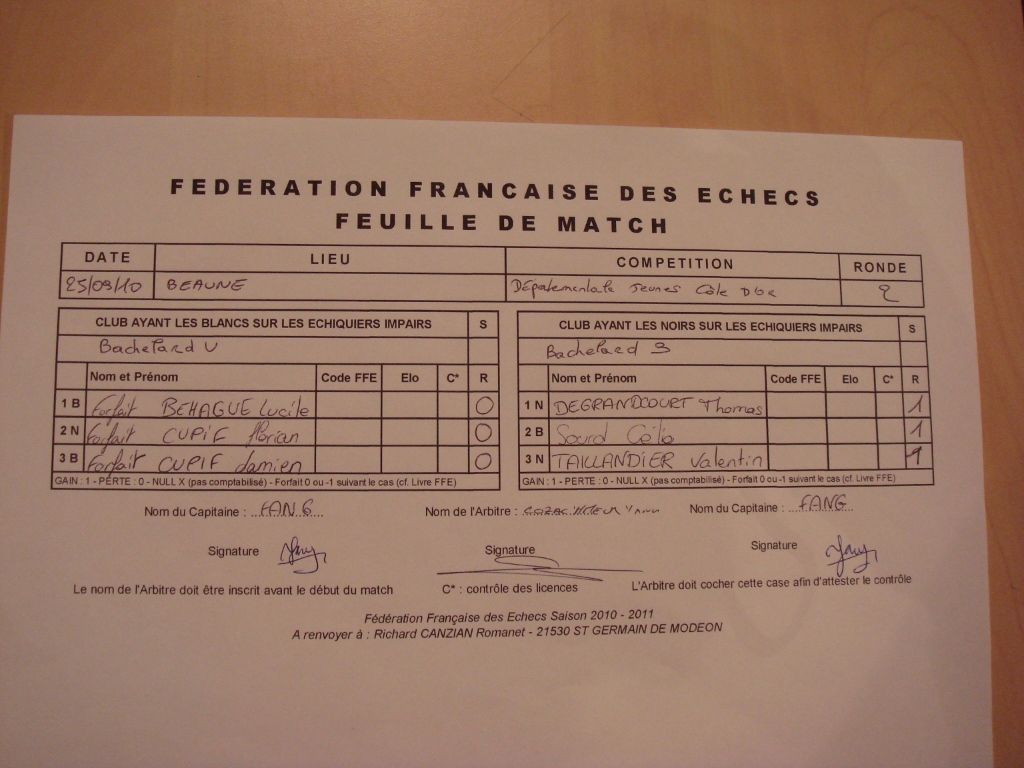 FEDERATION FRANCAISE DES ECHECS
FEUILLE DE MATCH
DATE LIEU COMPETITION RONDE
25/09/10 BEAUNE Départementale Jeunes Côte D'or 2
CLUB AYANT LES BLANCS SUR LES ECHIQUIERS IMPAIRS S CLUB AYANT LES NOIRS SUR LES ECHIQUIERS IMPAIRS S
Bachelard V Bachelard 3
Nom et Prénom Code FFE Elo C* R Nom et Prénom Code FFE Elo C* R
1 B forfait BEHAGUE Lucile 0 1 N DEGRANDCOURT Thomas 1
2 N forfait CUPIF florian 0 2 B Sourd Célio 1
3 B forfait CUPIF damien 0 3 N TAILLANDIER Valentin 1
GAIN : 1 - PERTE : 0 - NULL X (pas comptabilisé) - Forfait 0 ou -1 suivant le cas (cf. Livre FFE) GAIN : 1 - PERTE : 0 - NULL X (pas comptabilisé) - Forfait 0 ou -1 suivant le cas (cf. Livre FFE)
Nom du Capitaine : FANG Nom de l'Arbitre : Nom du Capitaine : FANG
Signature Signature Signature
Le nom de l'Arbitre doit être inscrit avant le début du match C* : contrôle des licences L'Arbitre doit cocher cette case afin d'attester le contrôle
Fédération Française des Echecs Saison 2010 - 2011
A renvoyer à : Richard CANZIAN Romanet - 21530 ST GERMAIN DE MODEON